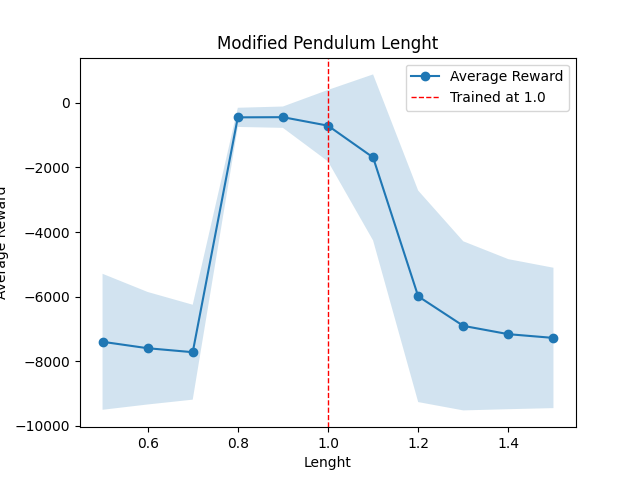 Modified Pendulum Lenght
Average Reward
Trained at 1.0
0
−2000
−4000
−6000
−8000
−10000
Average Reward
0.6 0.8 1.0 1.2 1.4
Lenght